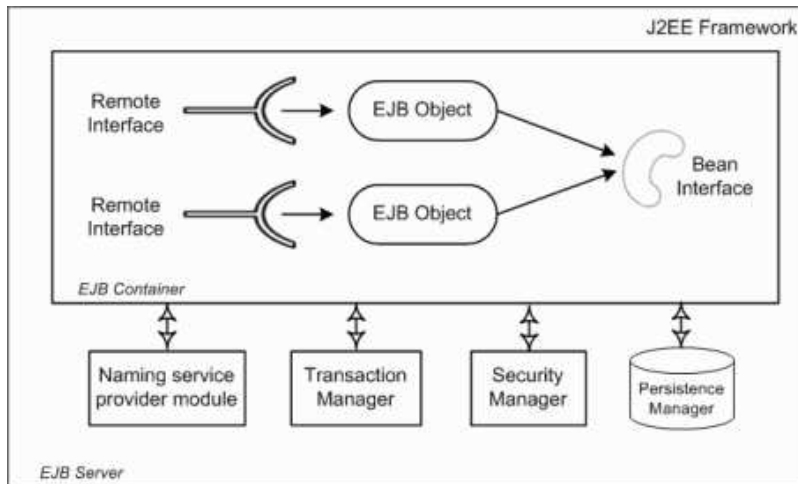 J2EE Framework
Remote
Interface
EJB Object
Bean
Interface
Remote
Interface
EJB Object
EJB Container
Naming service
provider module
Transaction
Manager
Security
Manager
Persistence
Manager
EJB Server